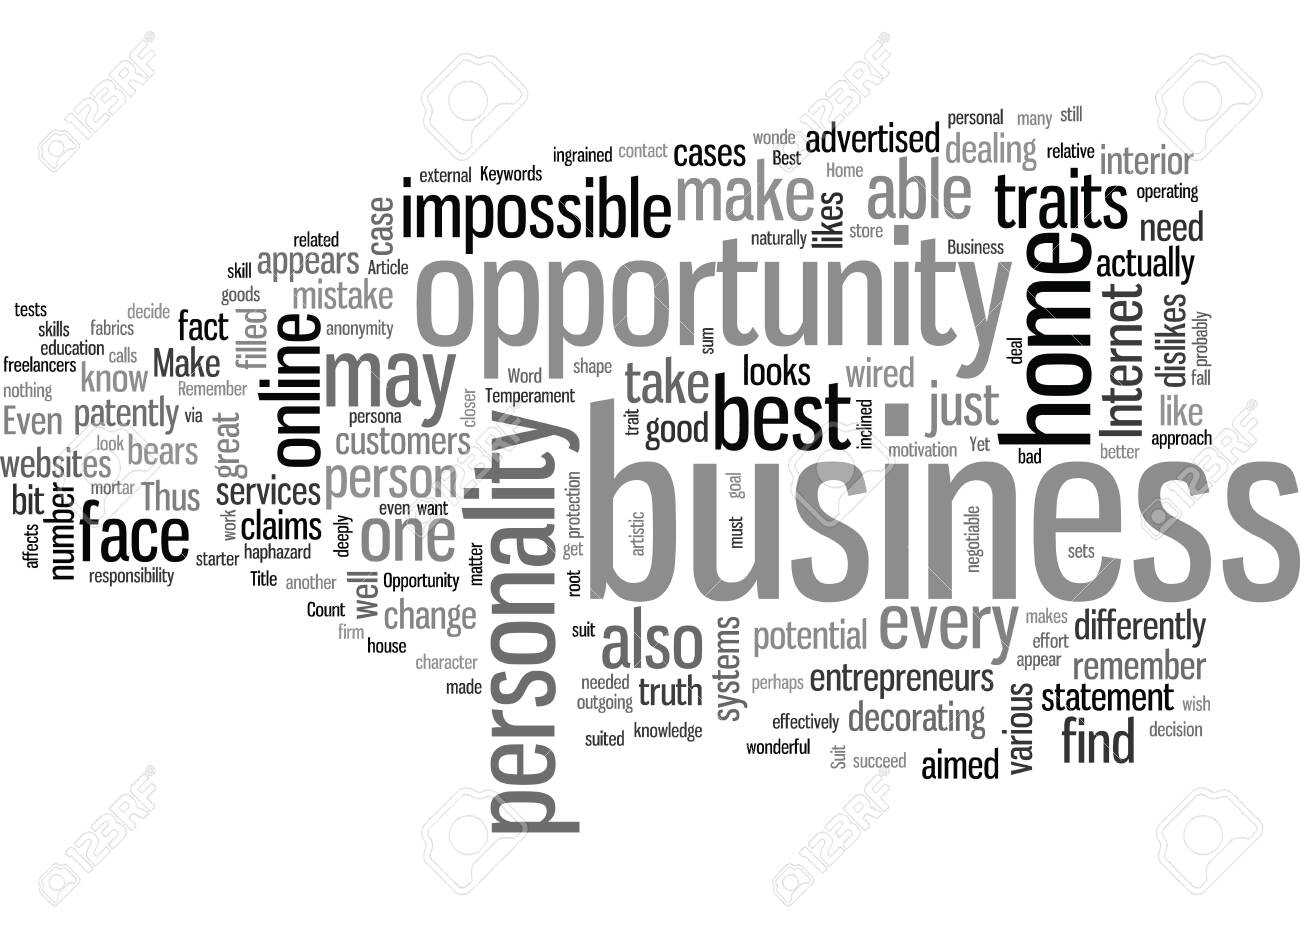 123RF
personal
many
still
wonde
advertised
dealing
relative
interior
operating
ingrained
contact
cases
Best
Home
external
Keywords
impossible
make
able
traits
need
case
naturally
likes
store
Business
actually
related
appears
Article
skill
goods
mistake
anonymity
opportunity
home
Internet
dislikes
probably
tests
decide
skills
fabrics
fact
filled
online
may
sum
deal
education
calls
freelancers
Make
nothing
know
Remember
Word
shape
take
looks
wired
fall
Temperament
closer
best
just
like
Even
patently
via
great
persona
customers
trait
good
inclined
Yet
approach
look
bears
personality
motivation
bad
better
websites
person
mortar
Thus
services
protection
goal
business
bit
number
face
work
claims
deeply
even
want
one
artistic
must
negotiable
affects
starter
haphazard
matter
get
sets
responsibility
Title
another
well
Opportunity
root
Count
change
firm
house
suit
also
systems
potential
every
makes
differently
effort
character
appear
remember
made
needed
truth
perhaps
entrepreneurs
various
statement
wish
outgoing
knowledge
effectively
decorating
find
decision
suited
wonderful
Suit
succeed
aimed